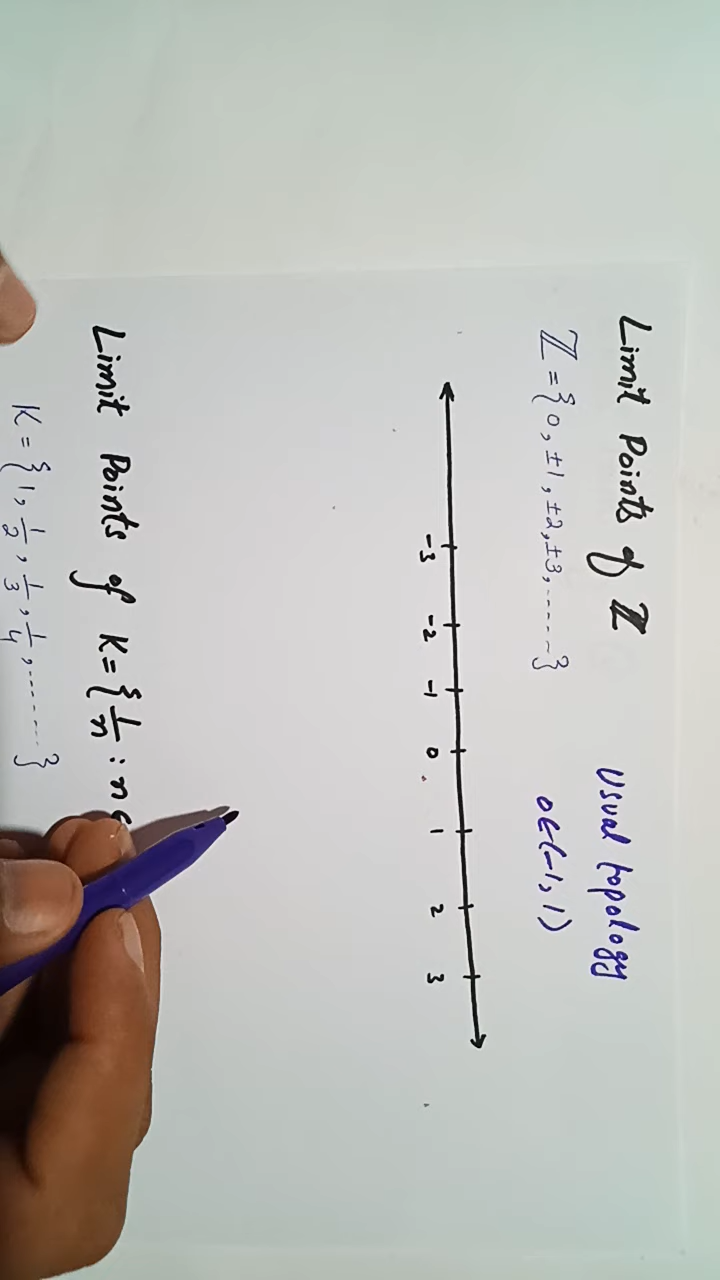 Limit Points of ℤ
Usual topology
ℤ = {0, ±1, ±2, ±3, ......}
0 ∈ (-1, 1)
-3 -2 -1 0 1 2 3
Limit Points of K = {1/n : n
K = {1, 1/2, 1/3, 1/4, ........}